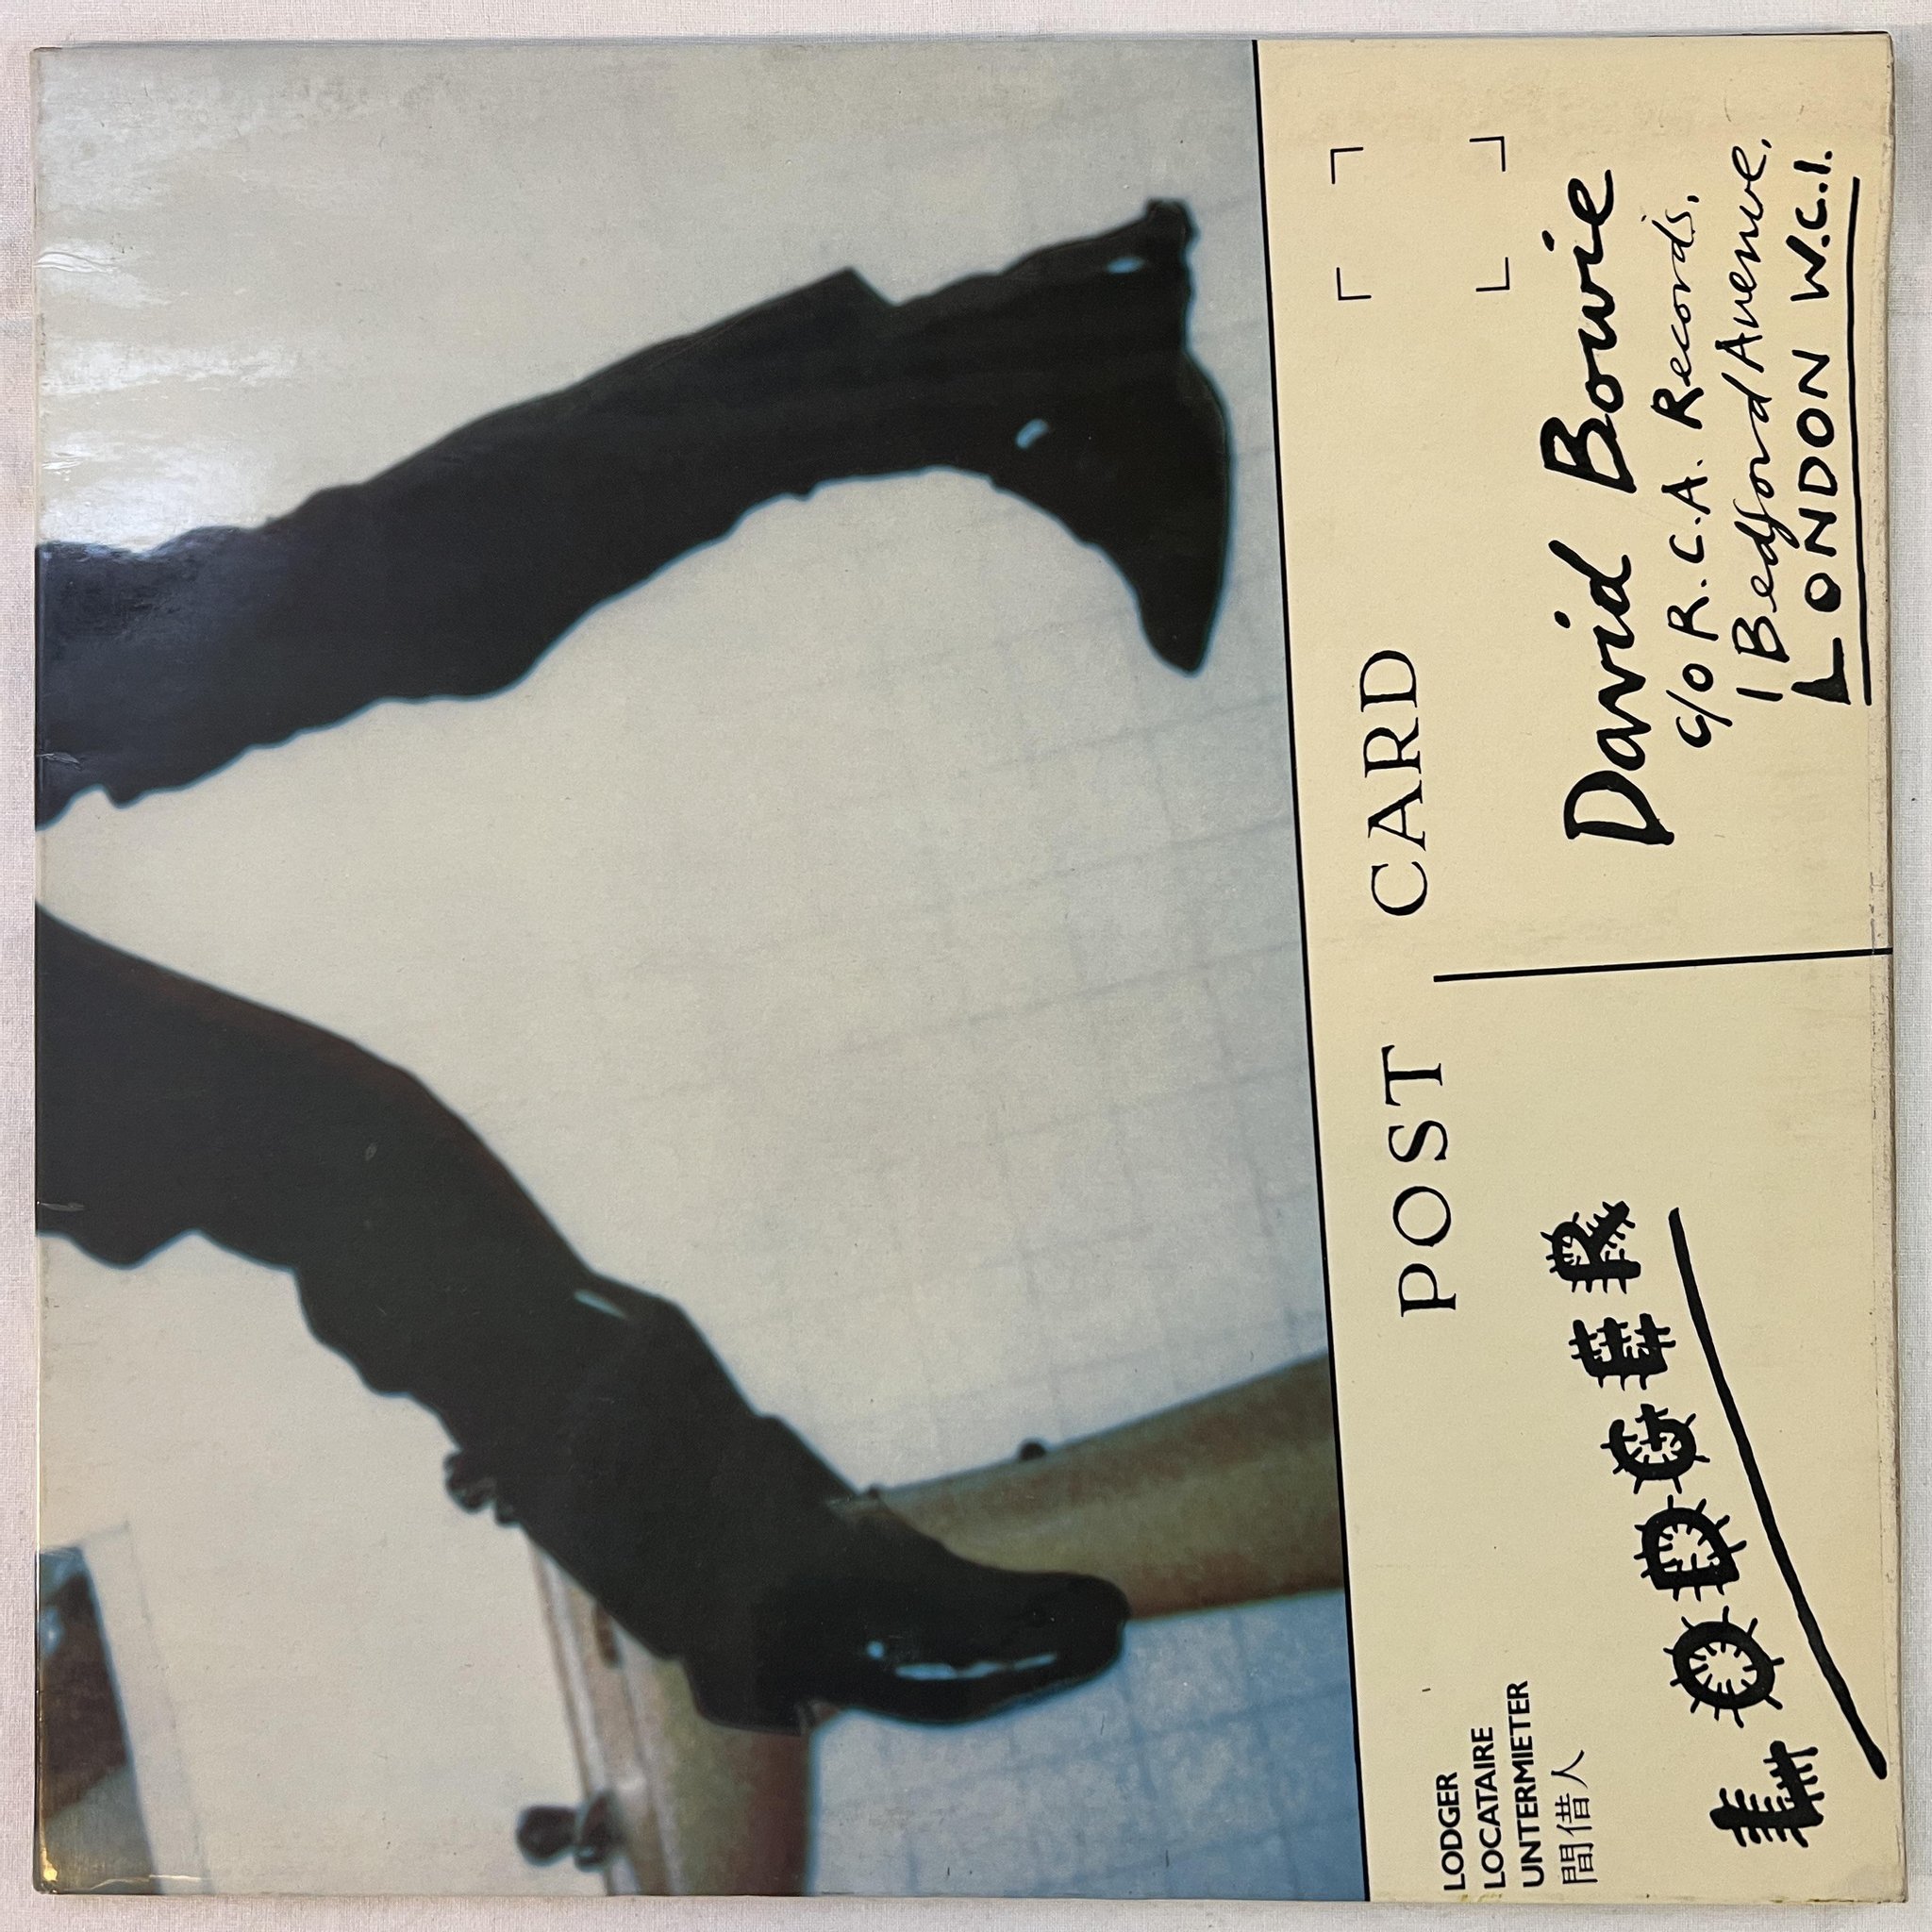 POST CARD
LODGER
LOCATAIRE
UNTERMIETER
間借人
LODGER
David Bowie
c/o R.C.A. Records,
1 Bedford Avenue,
LONDON W.C.1.